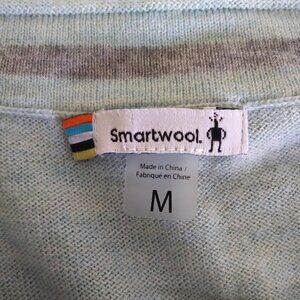 Smartwool.
Made in China /
Fabriqué en Chine
M